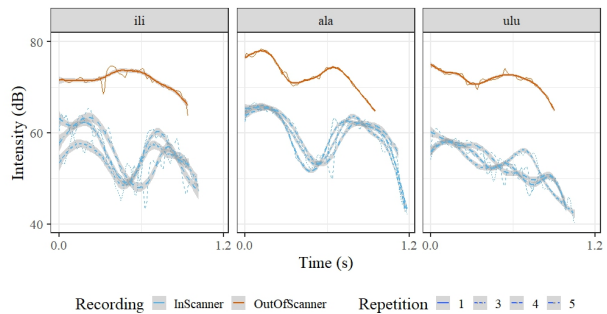 ili ala ulu
80
60
40
Intensity (dB)
0.0 1.2 0.0 1.2 0.0 1.2
Time (s)
Recording InScanner OutOfScanner Repetition 1 3 4 5